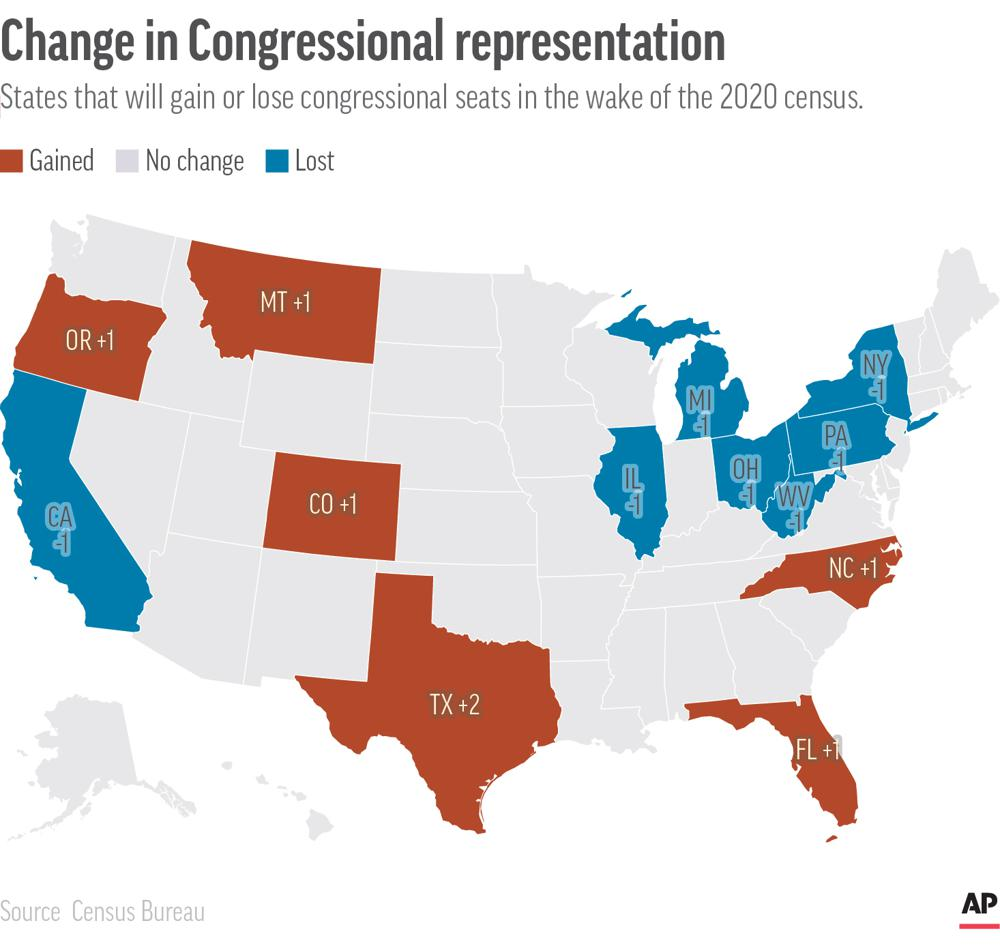 Change in Congressional representation
States that will gain or lose congressional seats in the wake of the 2020 census.
Gained No change Lost
MT +1
OR +1
NY
-1
MI
-1
PA
-1
OH
-1
IL
-1
WV
-1
CO +1
CA
-1
NC +1
TX +2
FL +1
Source Census Bureau
AP